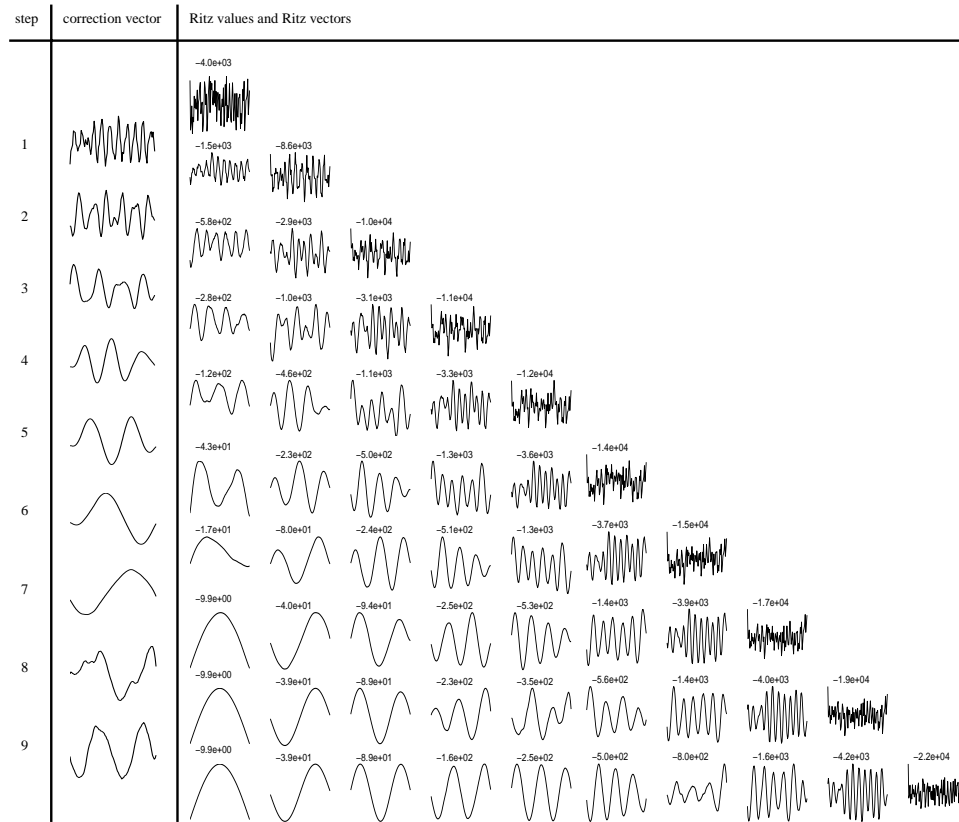 step correction vector Ritz values and Ritz vectors
−4.0e+03
1
−1.5e+03 −8.6e+03
2
−5.8e+02 −2.9e+03 −1.0e+04
3
−2.8e+02 −1.0e+03 −3.1e+03 −1.1e+04
4
−1.2e+02 −4.6e+02 −1.1e+03 −3.3e+03 −1.2e+04
5
−4.3e+01 −2.3e+02 −5.0e+02 −1.3e+03 −3.6e+03 −1.4e+04
6
−1.7e+01 −8.0e+01 −2.4e+02 −5.1e+02 −1.3e+03 −3.7e+03 −1.5e+04
7
−9.9e+00 −4.0e+01 −9.4e+01 −2.5e+02 −5.3e+02 −1.4e+03 −3.9e+03 −1.7e+04
8
−9.9e+00 −3.9e+01 −8.9e+01 −2.3e+02 −3.5e+02 −5.6e+02 −1.4e+03 −4.0e+03 −1.9e+04
9
−9.9e+00 −3.9e+01 −8.9e+01 −1.6e+02 −2.5e+02 −5.0e+02 −8.0e+02 −1.6e+03 −4.2e+03 −2.2e+04